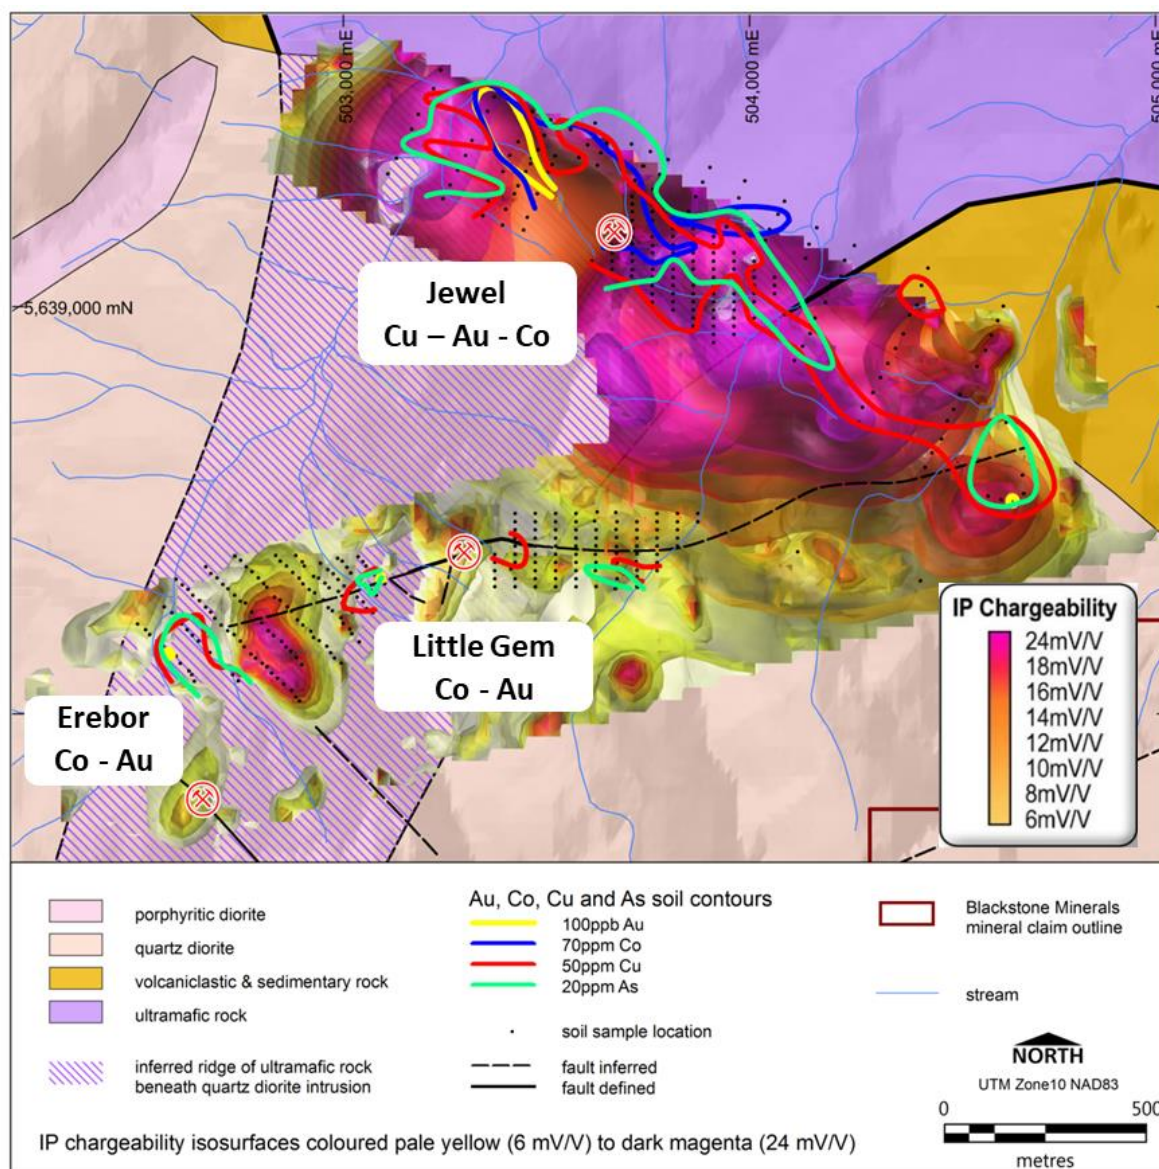 503,000 mE
504,000 mE
505,000 mE
5,639,000 mN
Jewel
Cu – Au - Co
Little Gem
Co - Au
Erebor
Co - Au
IP Chargeability
24mV/V
18mV/V
16mV/V
14mV/V
12mV/V
10mV/V
8mV/V
6mV/V
porphyritic diorite
quartz diorite
volcaniclastic & sedimentary rock
ultramafic rock
inferred ridge of ultramafic rock
beneath quartz diorite intrusion
Au, Co, Cu and As soil contours
100ppb Au
70ppm Co
50ppm Cu
20ppm As
soil sample location
fault inferred
fault defined
Blackstone Minerals
mineral claim outline
stream
NORTH
UTM Zone10 NAD83
0 500
metres
IP chargeability isosurfaces coloured pale yellow (6 mV/V) to dark magenta (24 mV/V)